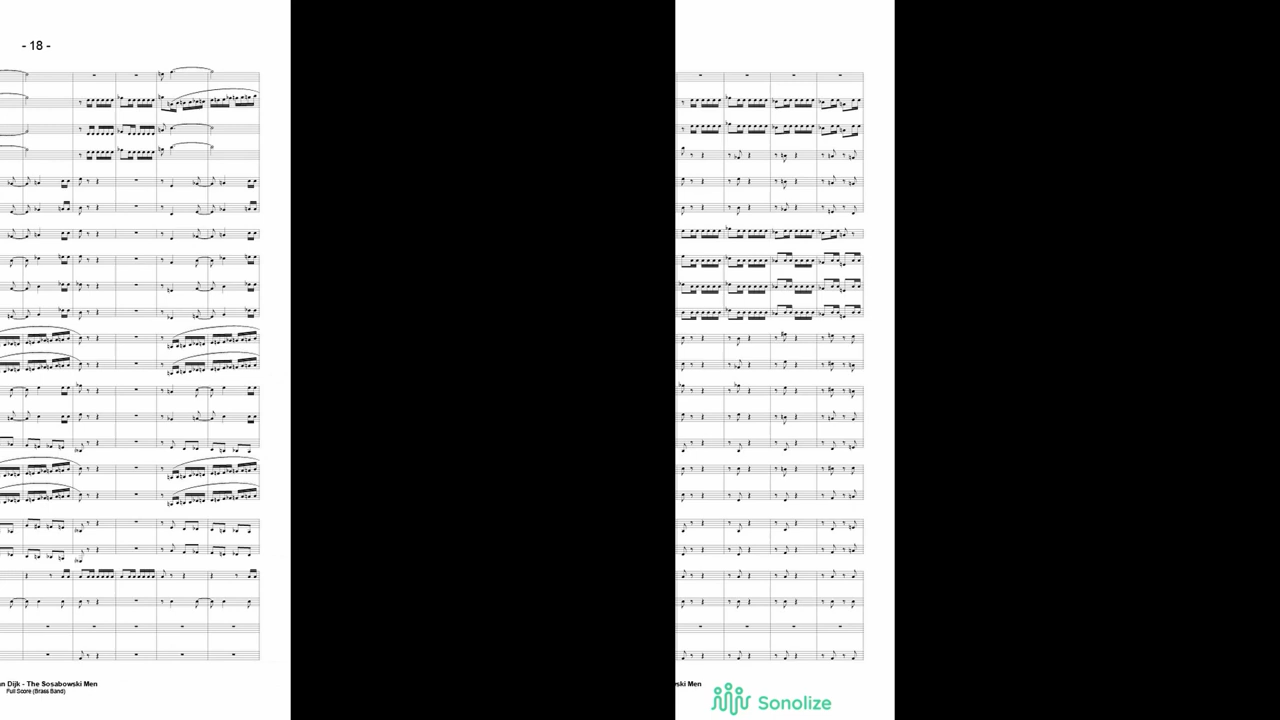 - 18 -
n Dijk - The Sosabowski Men
Full Score (Brass Band)
ski Men
Sonolize